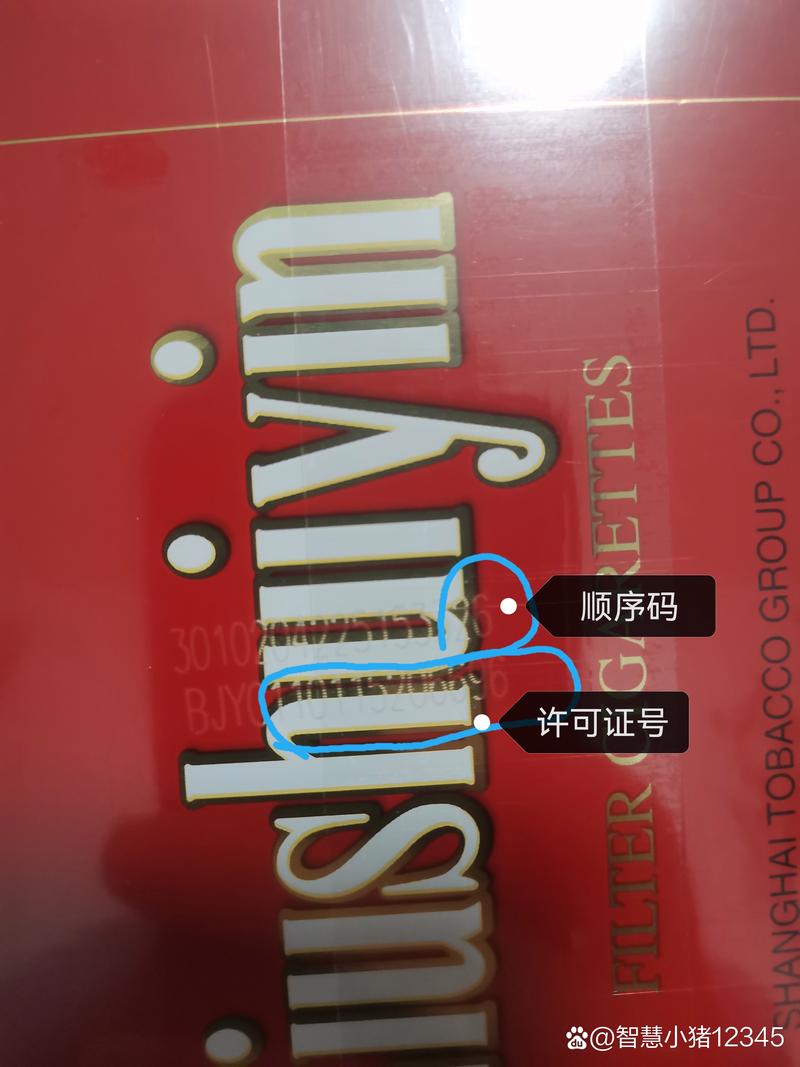 iushuiyin
FILTER CIGARETTES
SHANGHAI TOBACCO GROUP CO., LTD.
顺序码
许可证号
@智慧小猪12345